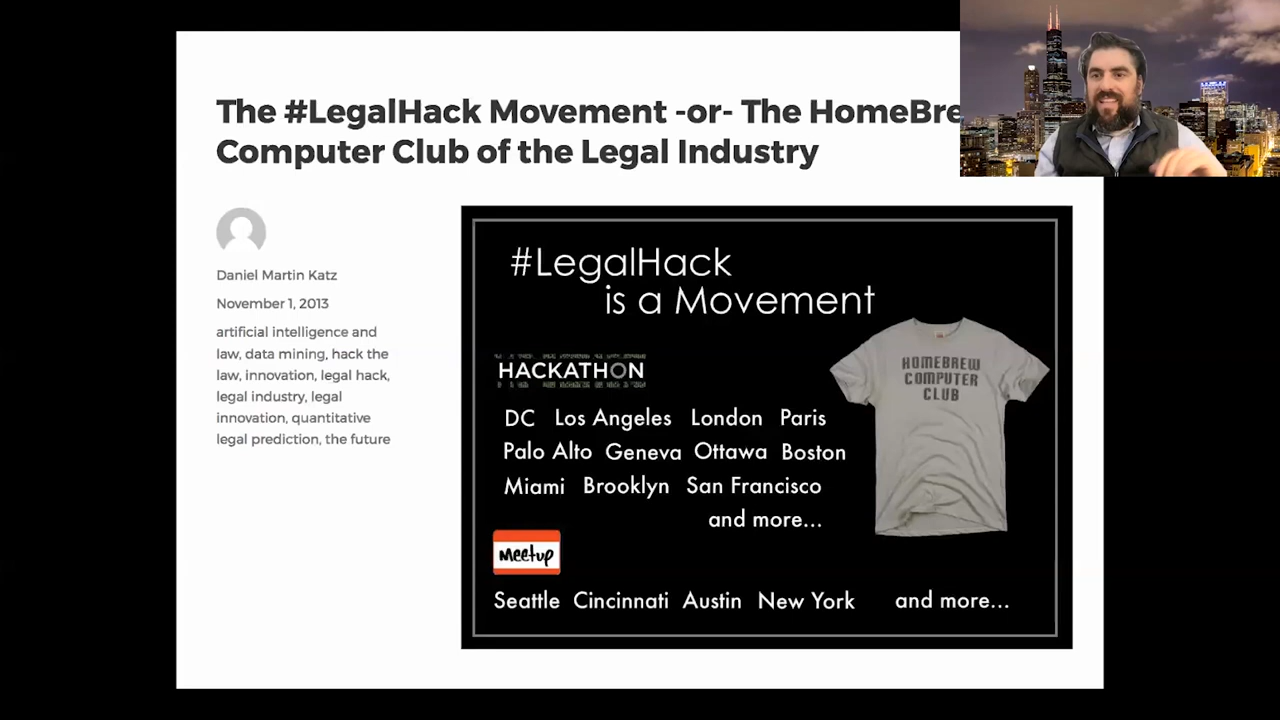 The #LegalHack Movement -or- The HomeBre
Computer Club of the Legal Industry
Daniel Martin Katz
November 1, 2013
artificial intelligence and
law, data mining, hack the
law, innovation, legal hack,
legal industry, legal
innovation, quantitative
legal prediction, the future
#LegalHack
is a Movement
HACKATHON
DC Los Angeles London Paris
Palo Alto Geneva Ottawa Boston
Miami Brooklyn San Francisco
and more...
HOMEBREW
COMPUTER
CLUB
Meetup
Seattle Cincinnati Austin New York and more...